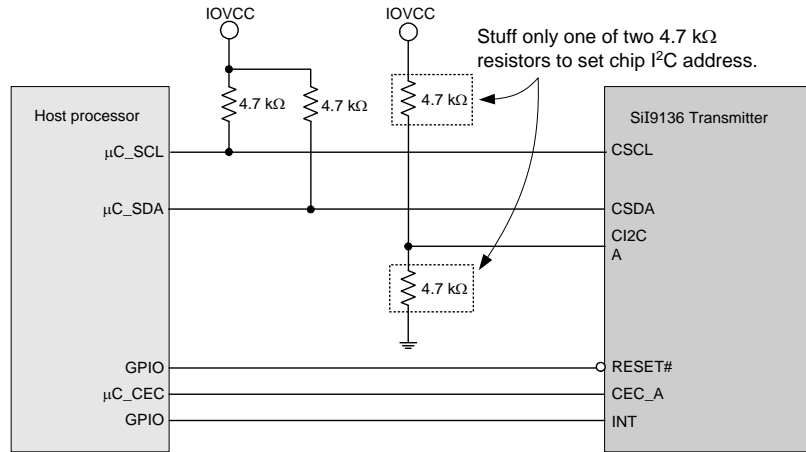 IOVCC
IOVCC
Stuff only one of two 4.7 kΩ
resistors to set chip I²C address.
4.7 kΩ
4.7 kΩ
4.7 kΩ
Host processor
SiI9136 Transmitter
μC_SCL
CSCL
μC_SDA
CSDA
CI2C
A
4.7 kΩ
GPIO
RESET#
μC_CEC
CEC_A
GPIO
INT